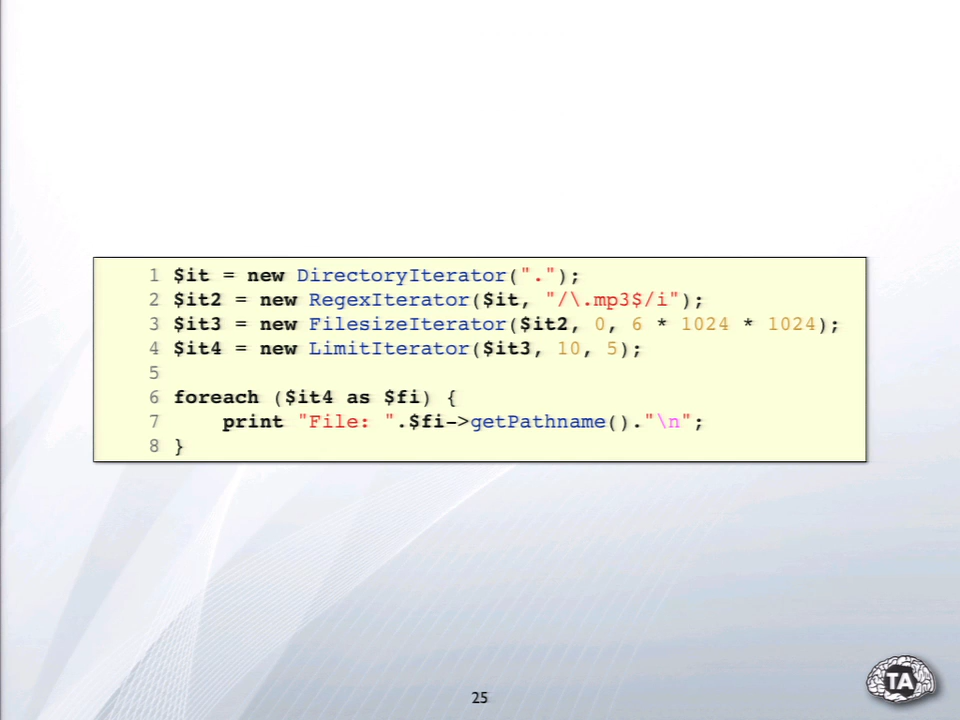 1 $it = new DirectoryIterator(".");
2 $it2 = new RegexIterator($it, "/\.mp3$/i");
3 $it3 = new FilesizeIterator($it2, 0, 6 * 1024 * 1024);
4 $it4 = new LimitIterator($it3, 10, 5);
5
6 foreach ($it4 as $fi) {
7     print "File: ".$fi->getPathname()."\n";
8 }
25
TA